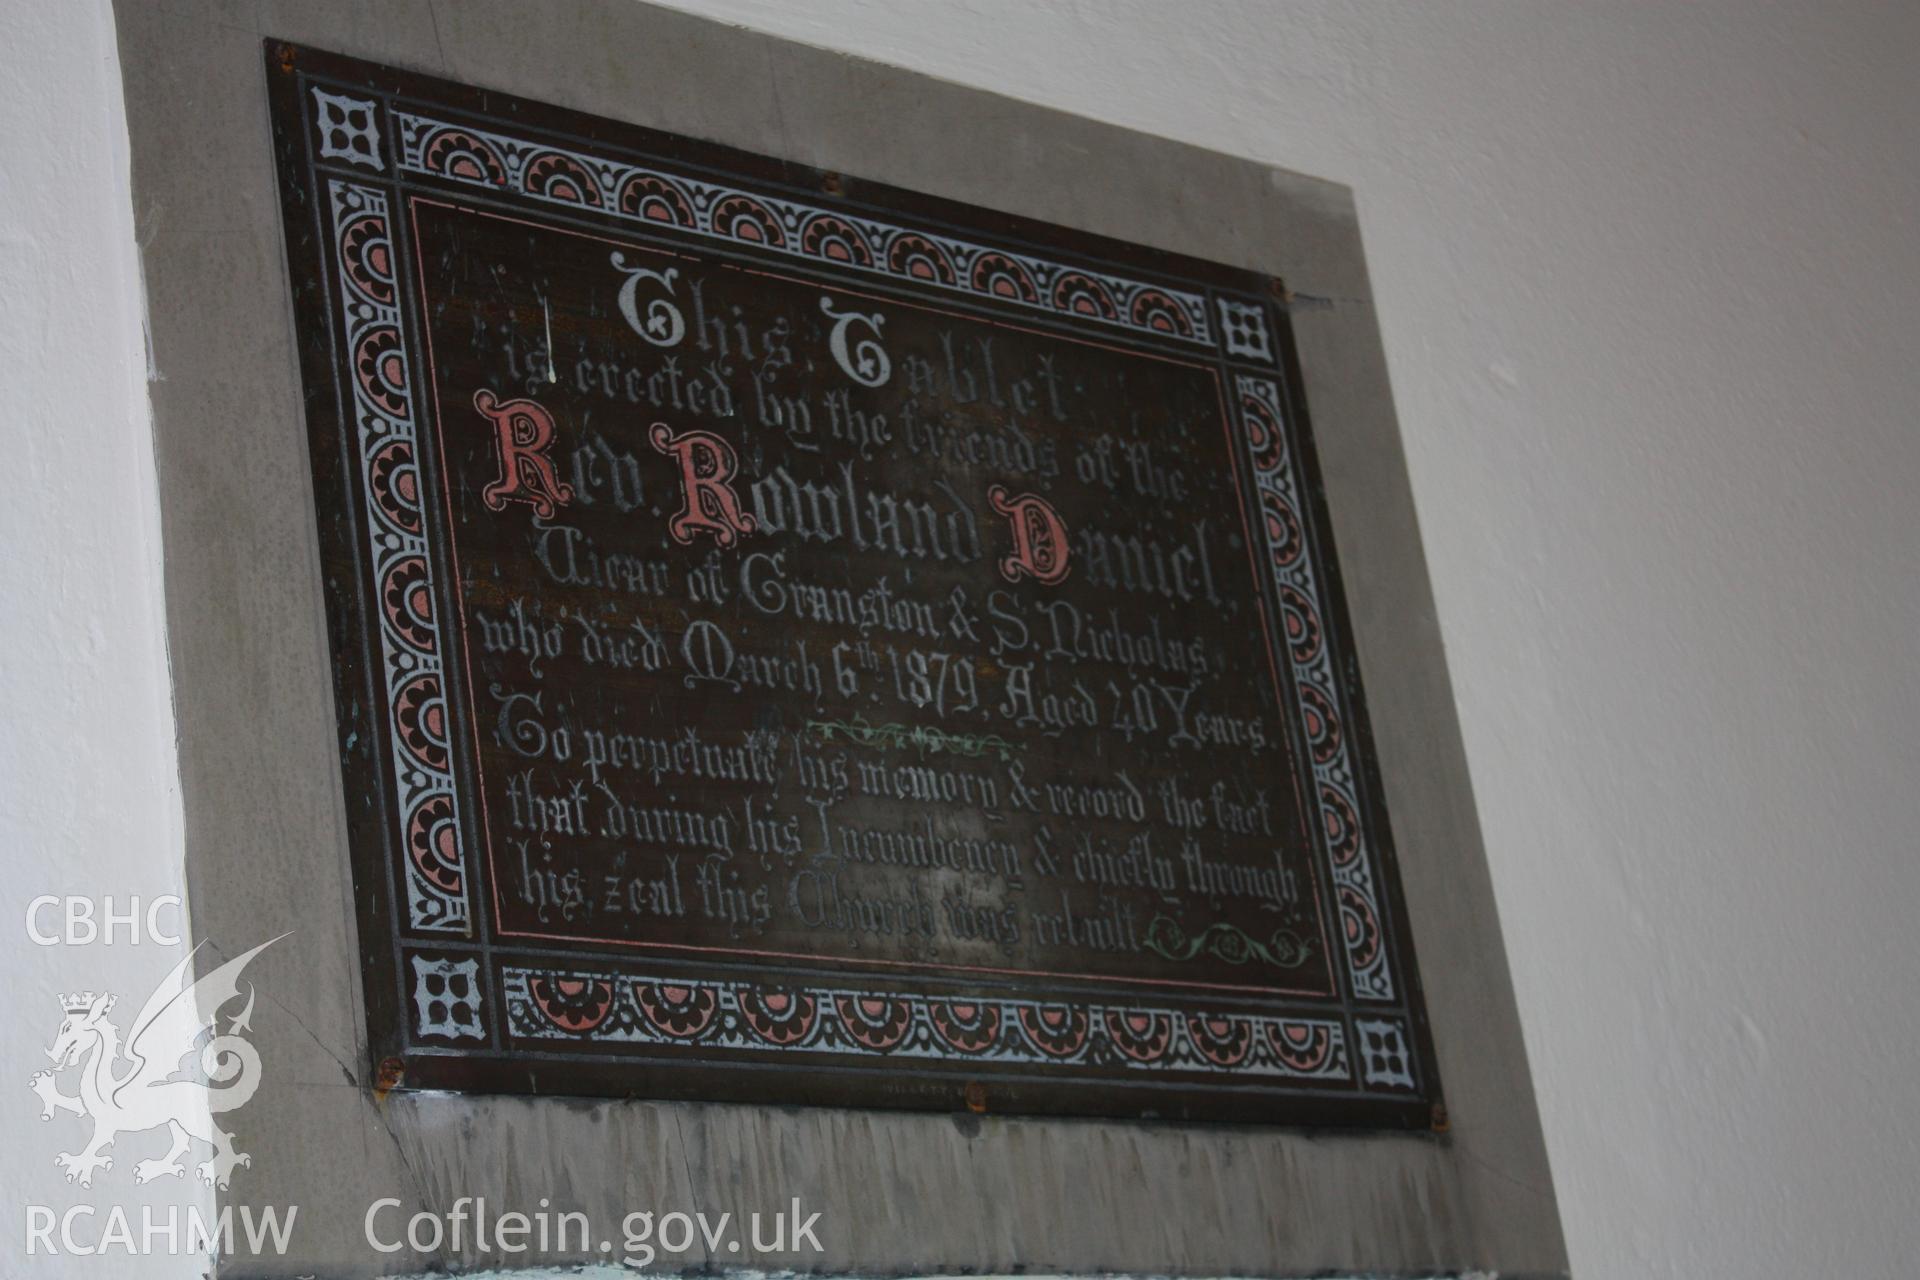 This Tablet
is erected by the friends of the
Rev. Rowland Daniel,
Vicar of Granston & S. Nicholas
who died March 6th 1879, Aged 40 Years.
To perpetuate his memory & record the fact
that during his Incumbency & chiefly through
his zeal this Church was rebuilt
CBHC
RCAHMW
Coflein.gov.uk